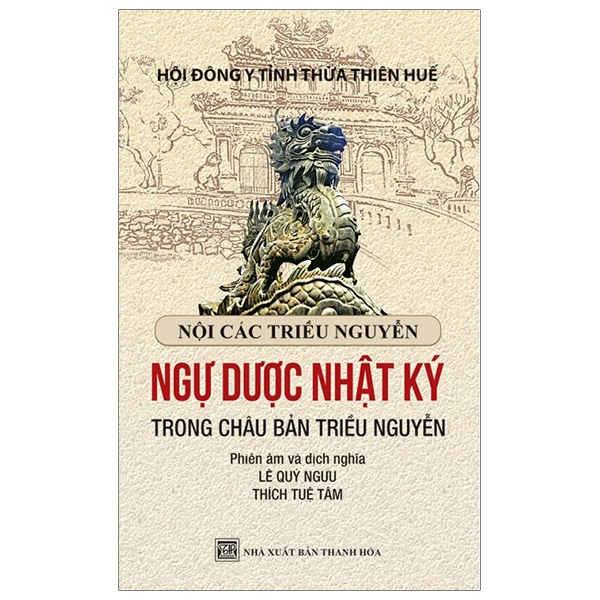 HỘI ĐÔNG Y TỈNH THỪA THIÊN HUẾ
NỘI CÁC TRIỀU NGUYỄN
NGỰ DƯỢC NHẬT KÝ
TRONG CHÂU BẢN TRIỀU NGUYỄN
Phiên âm và dịch nghĩa
LÊ QUÝ NGƯU
THÍCH TUỆ TÂM
NHÀ XUẤT BẢN THANH HÓA